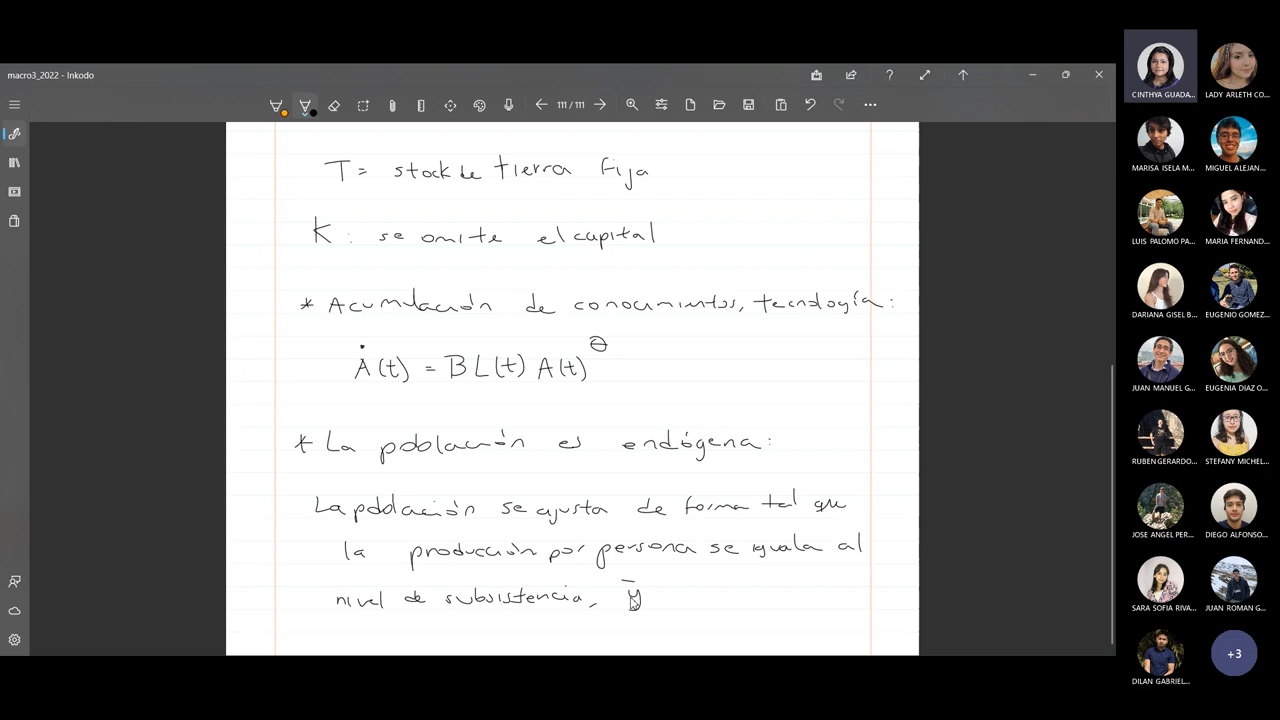 macro3_2022 - Inkodo
111 / 111
T = stock de tierra fija
K : se omite el capital
* Acumulación de conocimientos, tecnología:
Ȧ(t) = B L(t) A(t)^θ
* La población es endógena:
La población se ajusta de forma tal que
la producción por persona se iguala al
nivel de subsistencia, ȳ
CINTHYA GUADA...
LADY ARLETH CO...
MARISA ISELA M...
MIGUEL ALEJAN...
LUIS PALOMO PA...
MARIA FERNAND...
DARIANA GISEL B...
EUGENIO GOMEZ...
JUAN MANUEL G...
EUGENIA DIAZ O...
RUBEN GERARDO...
STEFANY MICHEL...
JOSE ANGEL PER...
DIEGO ALFONSO...
SARA SOFIA RIVA...
JUAN ROMAN G...
DILAN GABRIEL...
+3